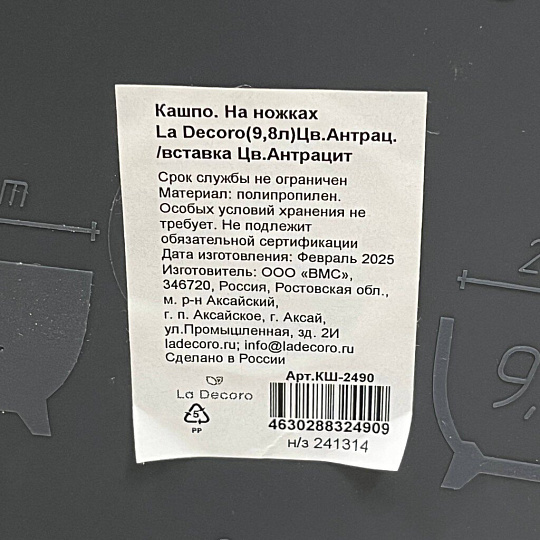 Кашпо. На ножках
La Decoro(9,8л)Цв.Антрац.
/вставка Цв.Антрацит
Срок службы не ограничен
Материал: полипропилен.
Особых условий хранения не
требует. Не подлежит
обязательной сертификации
Дата изготовления: Февраль 2025
Изготовитель: ООО «ВМС»,
346720, Россия, Ростовская обл.,
м. р-н Аксайский,
г. п. Аксайское, г. Аксай,
ул.Промышленная, зд. 2И
ladecoro.ru; info@ladecoro.ru
Сделано в России
Арт.КШ-2490
La Decoro
5
PP
4630288324909
н/з 241314
m
2
9,